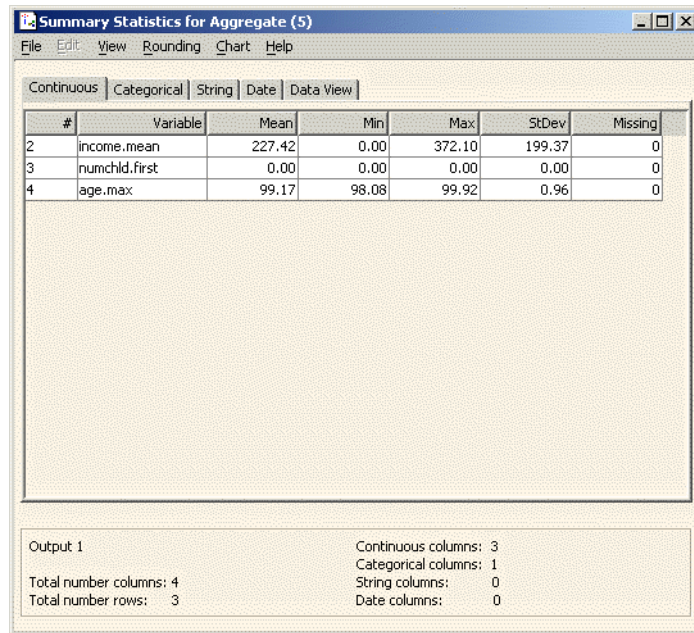 Summary Statistics for Aggregate (5)
File Edit View Rounding Chart Help
Continuous Categorical String Date Data View
# Variable Mean Min Max StDev Missing
2 income.mean 227.42 0.00 372.10 199.37 0
3 numchld.first 0.00 0.00 0.00 0.00 0
4 age.max 99.17 98.08 99.92 0.96 0
Output 1 Continuous columns: 3
Categorical columns: 1
Total number columns: 4 String columns: 0
Total number rows: 3 Date columns: 0